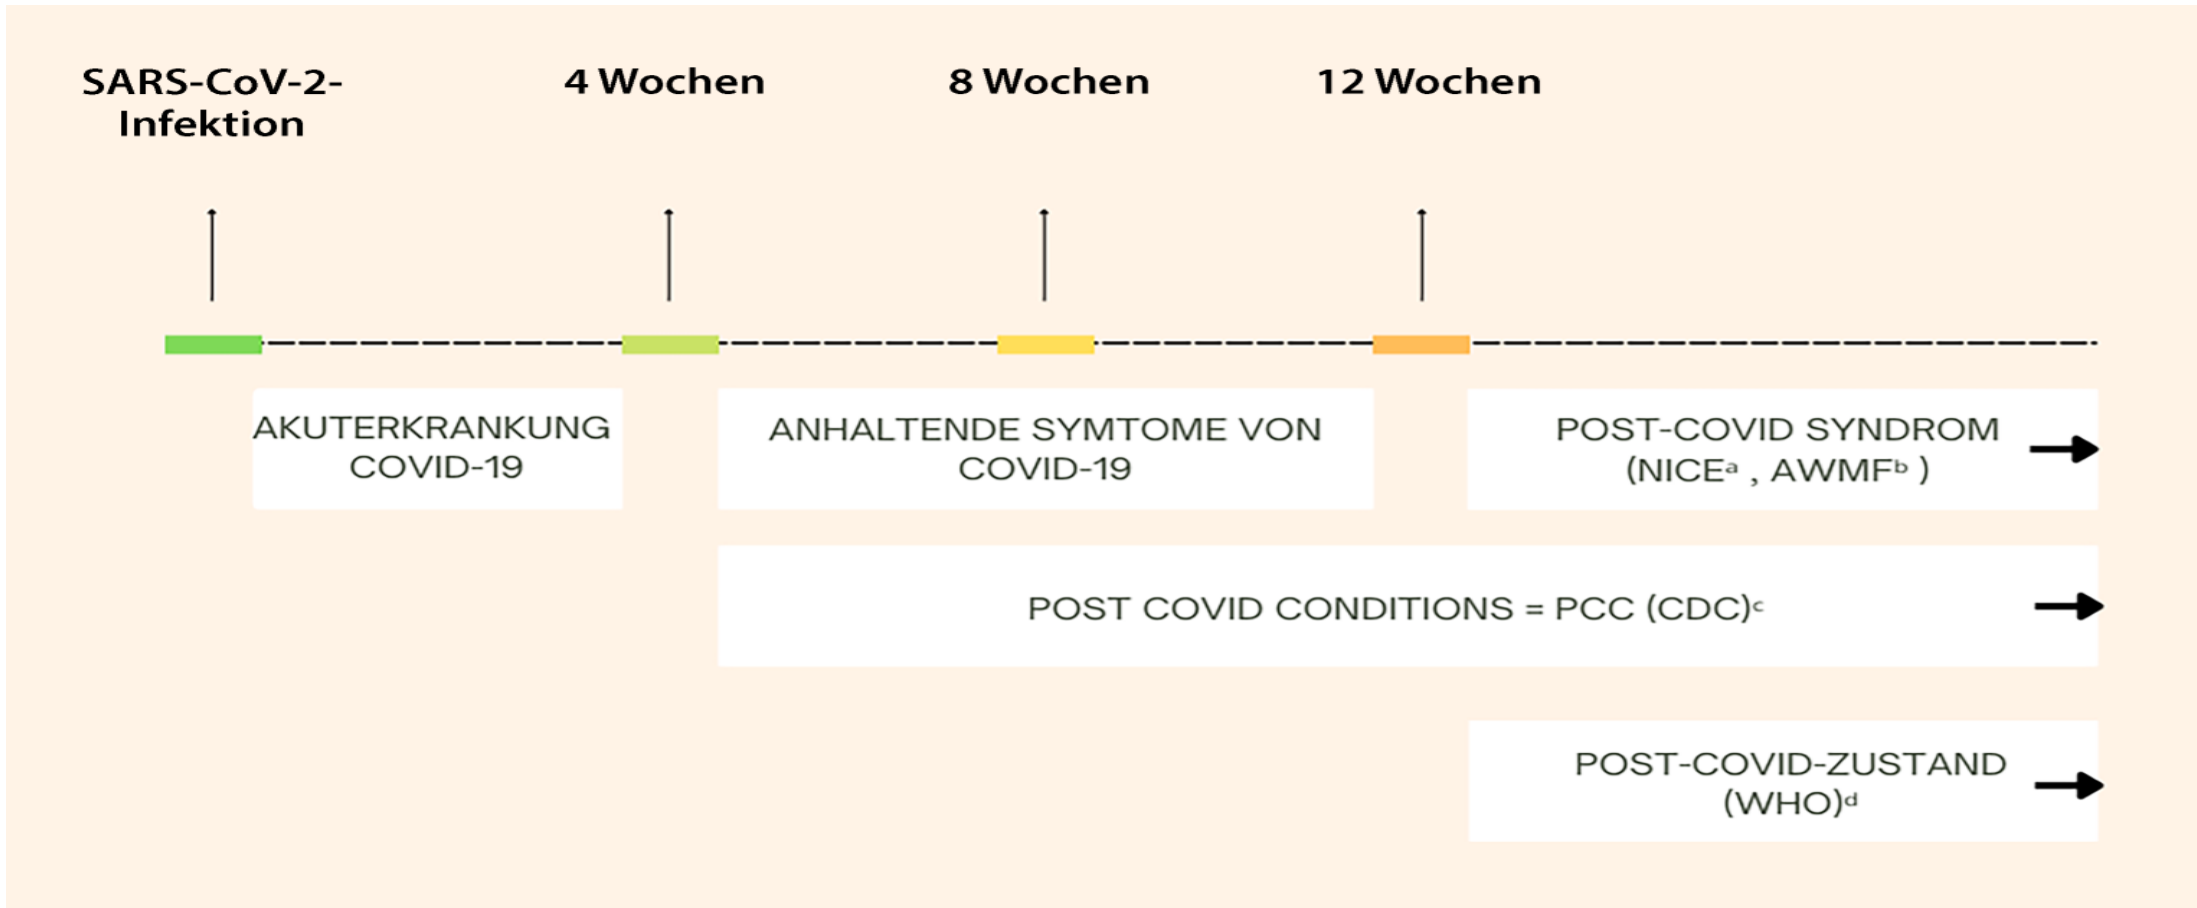 SARS-CoV-2-
Infektion
4 Wochen
8 Wochen
12 Wochen
AKUTERKRANKUNG
COVID-19
ANHALTENDE SYMTOME VON
COVID-19
POST-COVID SYNDROM
(NICEᵃ , AWMFᵇ )
POST COVID CONDITIONS = PCC (CDC)ᶜ
POST-COVID-ZUSTAND
(WHO)ᵈ